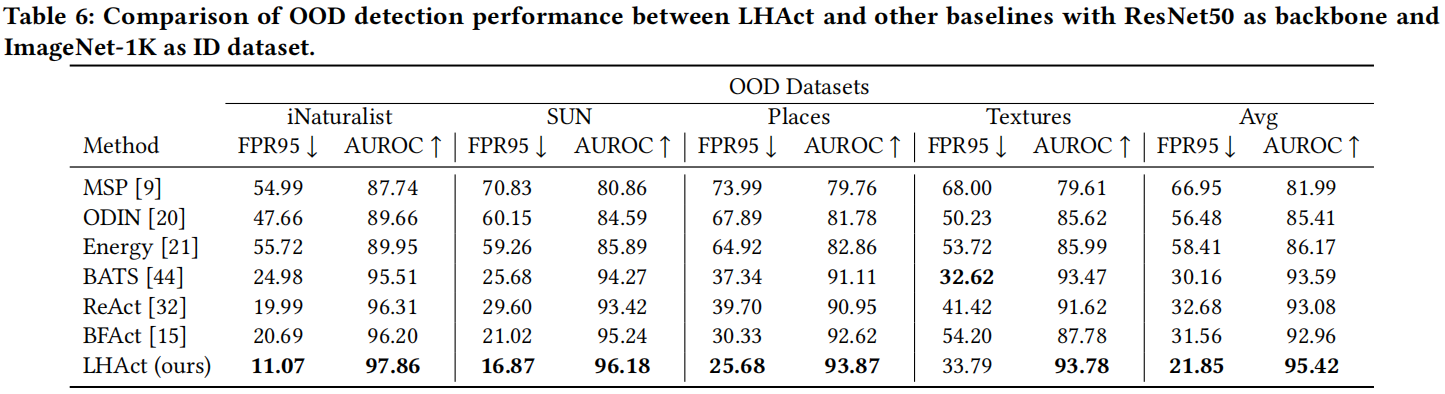 Table 6: Comparison of OOD detection performance between LHAct and other baselines with ResNet50 as backbone and
ImageNet-1K as ID dataset.
OOD Datasets
iNaturalist SUN Places Textures Avg
Method FPR95 ↓ AUROC ↑ FPR95 ↓ AUROC ↑ FPR95 ↓ AUROC ↑ FPR95 ↓ AUROC ↑ FPR95 ↓ AUROC ↑
MSP [9] 54.99 87.74 70.83 80.86 73.99 79.76 68.00 79.61 66.95 81.99
ODIN [20] 47.66 89.66 60.15 84.59 67.89 81.78 50.23 85.62 56.48 85.41
Energy [21] 55.72 89.95 59.26 85.89 64.92 82.86 53.72 85.99 58.41 86.17
BATS [44] 24.98 95.51 25.68 94.27 37.34 91.11 32.62 93.47 30.16 93.59
ReAct [32] 19.99 96.31 29.60 93.42 39.70 90.95 41.42 91.62 32.68 93.08
BFAct [15] 20.69 96.20 21.02 95.24 30.33 92.62 54.20 87.78 31.56 92.96
LHAct (ours) 11.07 97.86 16.87 96.18 25.68 93.87 33.79 93.78 21.85 95.42